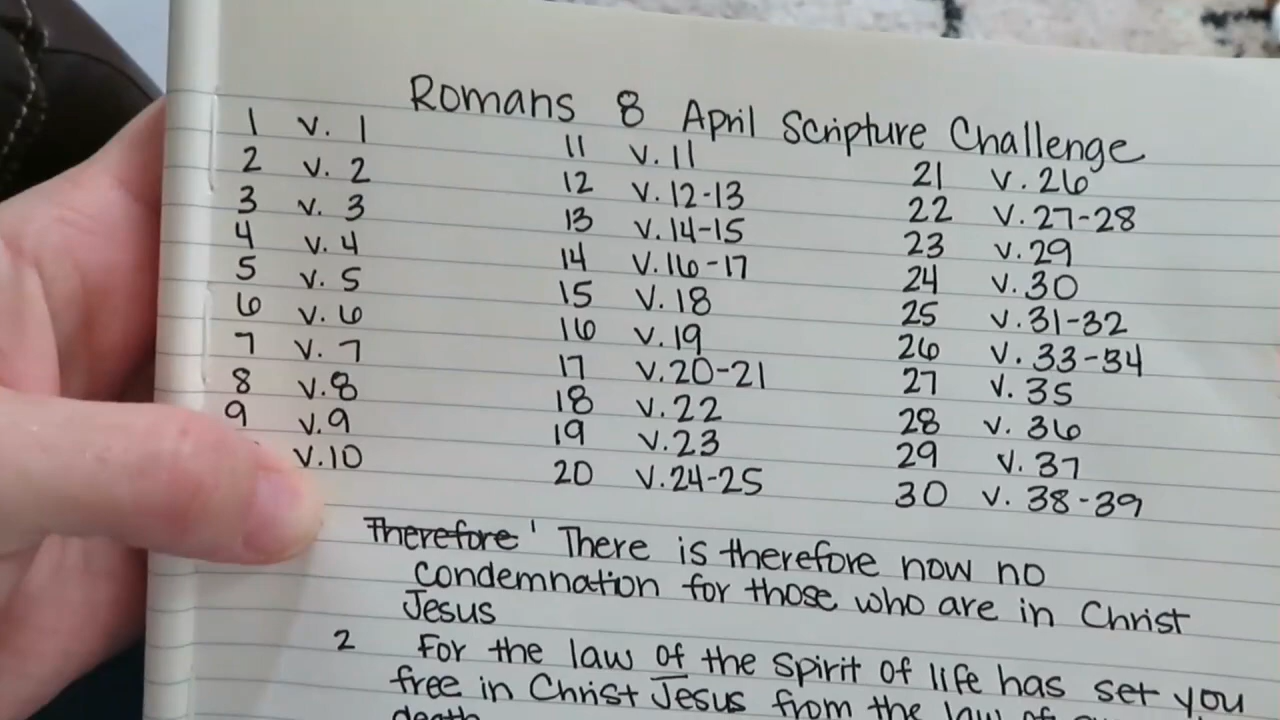 Romans 8 April Scripture Challenge
1 v. 1
2 v. 2
3 v. 3
4 v. 4
5 v. 5
6 v. 6
7 v. 7
8 v.8
9 v.9
v.10
11 v.11
12 v.12-13
13 v.14-15
14 v.16-17
15 v.18
16 v.19
17 v.20-21
18 v.22
19 v.23
20 v.24-25
21 v.26
22 v.27-28
23 v.29
24 v.30
25 v.31-32
26 v.33-34
27 v.35
28 v. 36
29 v.37
30 v. 38-39
Therefore 1 There is therefore now no
condemnation for those who are in Christ
Jesus
2 For the law of the spirit of life has set you
free in Christ Jesus from the law of
death